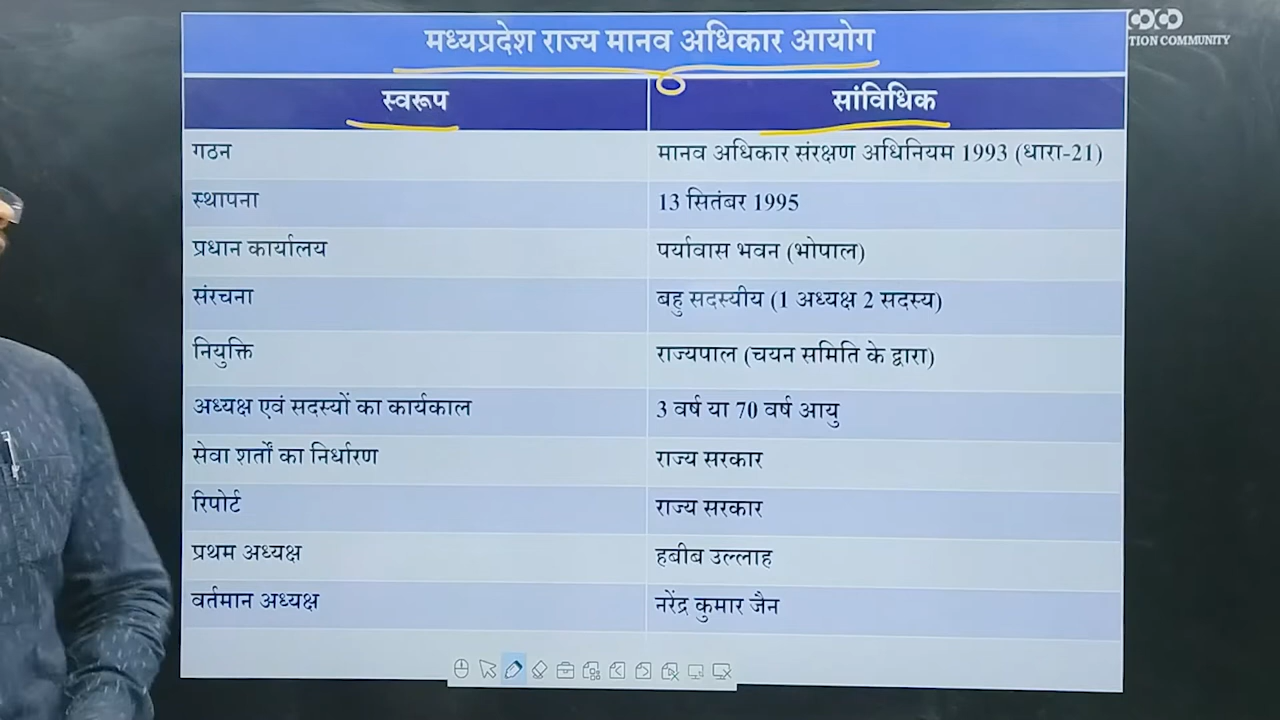 मध्यप्रदेश राज्य मानव अधिकार आयोग
TION COMMUNITY
स्वरूप सांविधिक
गठन मानव अधिकार संरक्षण अधिनियम 1993 (धारा-21)
स्थापना 13 सितंबर 1995
प्रधान कार्यालय पर्यावास भवन (भोपाल)
संरचना बहु सदस्यीय (1 अध्यक्ष 2 सदस्य)
नियुक्ति राज्यपाल (चयन समिति के द्वारा)
अध्यक्ष एवं सदस्यों का कार्यकाल 3 वर्ष या 70 वर्ष आयु
सेवा शर्तों का निर्धारण राज्य सरकार
रिपोर्ट राज्य सरकार
प्रथम अध्यक्ष हबीब उल्लाह
वर्तमान अध्यक्ष नरेंद्र कुमार जैन